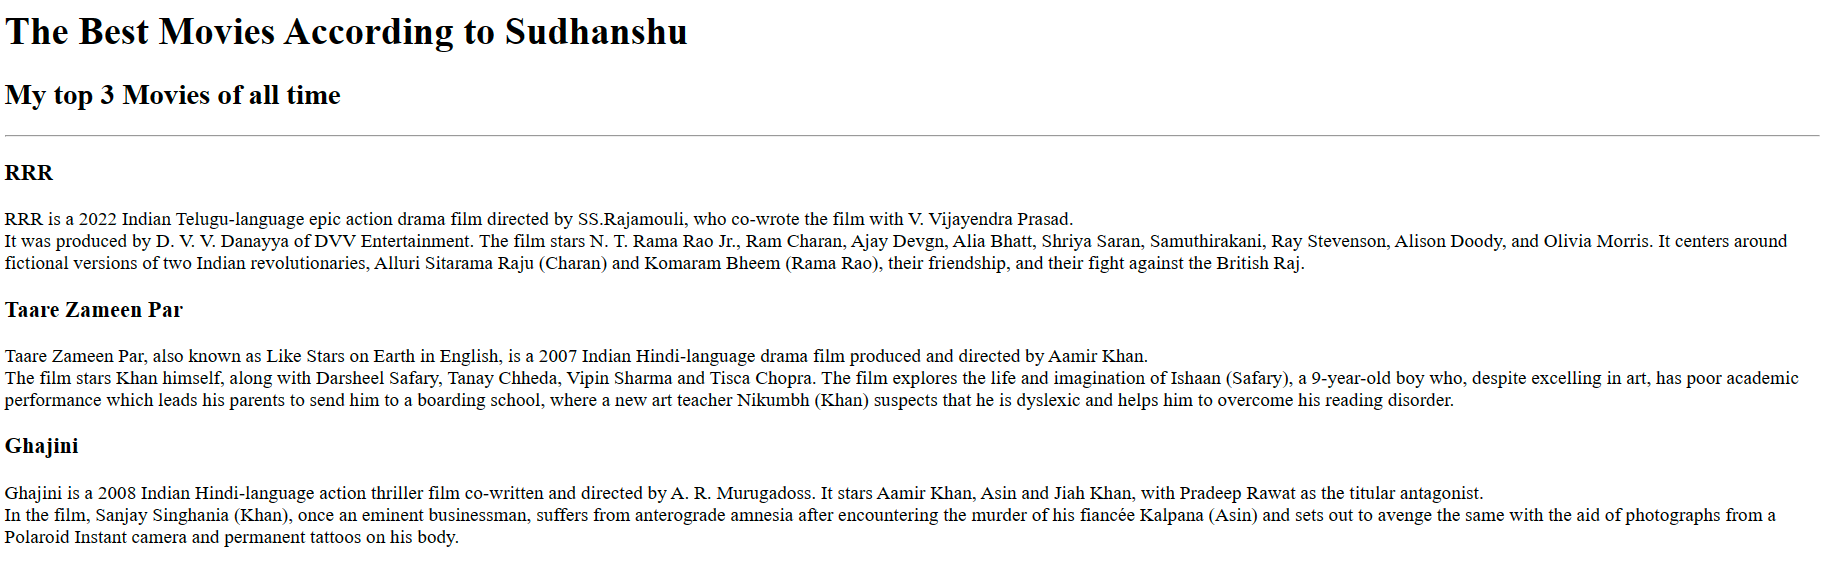 The Best Movies According to Sudhanshu
My top 3 Movies of all time
RRR
RRR is a 2022 Indian Telugu-language epic action drama film directed by SS.Rajamouli, who co-wrote the film with V. Vijayendra Prasad.
It was produced by D. V. V. Danayya of DVV Entertainment. The film stars N. T. Rama Rao Jr., Ram Charan, Ajay Devgn, Alia Bhatt, Shriya Saran, Samuthirakani, Ray Stevenson, Alison Doody, and Olivia Morris. It centers around
fictional versions of two Indian revolutionaries, Alluri Sitarama Raju (Charan) and Komaram Bheem (Rama Rao), their friendship, and their fight against the British Raj.
Taare Zameen Par
Taare Zameen Par, also known as Like Stars on Earth in English, is a 2007 Indian Hindi-language drama film produced and directed by Aamir Khan.
The film stars Khan himself, along with Darsheel Safary, Tanay Chheda, Vipin Sharma and Tisca Chopra. The film explores the life and imagination of Ishaan (Safary), a 9-year-old boy who, despite excelling in art, has poor academic
performance which leads his parents to send him to a boarding school, where a new art teacher Nikumbh (Khan) suspects that he is dyslexic and helps him to overcome his reading disorder.
Ghajini
Ghajini is a 2008 Indian Hindi-language action thriller film co-written and directed by A. R. Murugadoss. It stars Aamir Khan, Asin and Jiah Khan, with Pradeep Rawat as the titular antagonist.
In the film, Sanjay Singhania (Khan), once an eminent businessman, suffers from anterograde amnesia after encountering the murder of his fiancée Kalpana (Asin) and sets out to avenge the same with the aid of photographs from a
Polaroid Instant camera and permanent tattoos on his body.